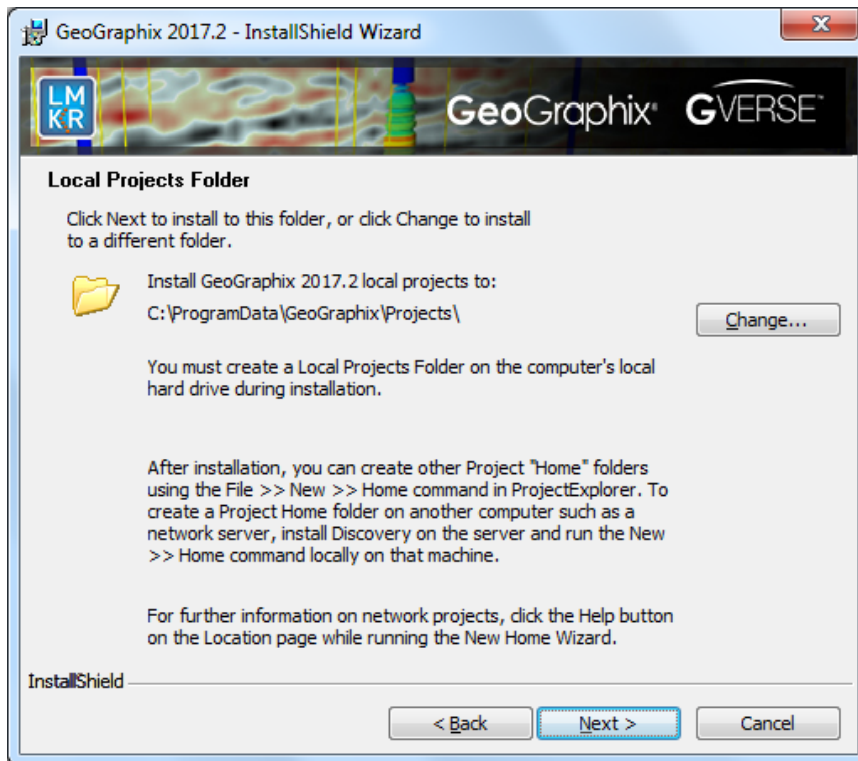 GeoGraphix 2017.2 - InstallShield Wizard
LM
KR
GeoGraphix® GVERSE™
Local Projects Folder
Click Next to install to this folder, or click Change to install
to a different folder.
Install GeoGraphix 2017.2 local projects to:
C:\ProgramData\GeoGraphix\Projects\
Change...
You must create a Local Projects Folder on the computer's local
hard drive during installation.
After installation, you can create other Project "Home" folders
using the File >> New >> Home command in ProjectExplorer. To
create a Project Home folder on another computer such as a
network server, install Discovery on the server and run the New
>> Home command locally on that machine.
For further information on network projects, click the Help button
on the Location page while running the New Home Wizard.
InstallShield
< Back
Next >
Cancel